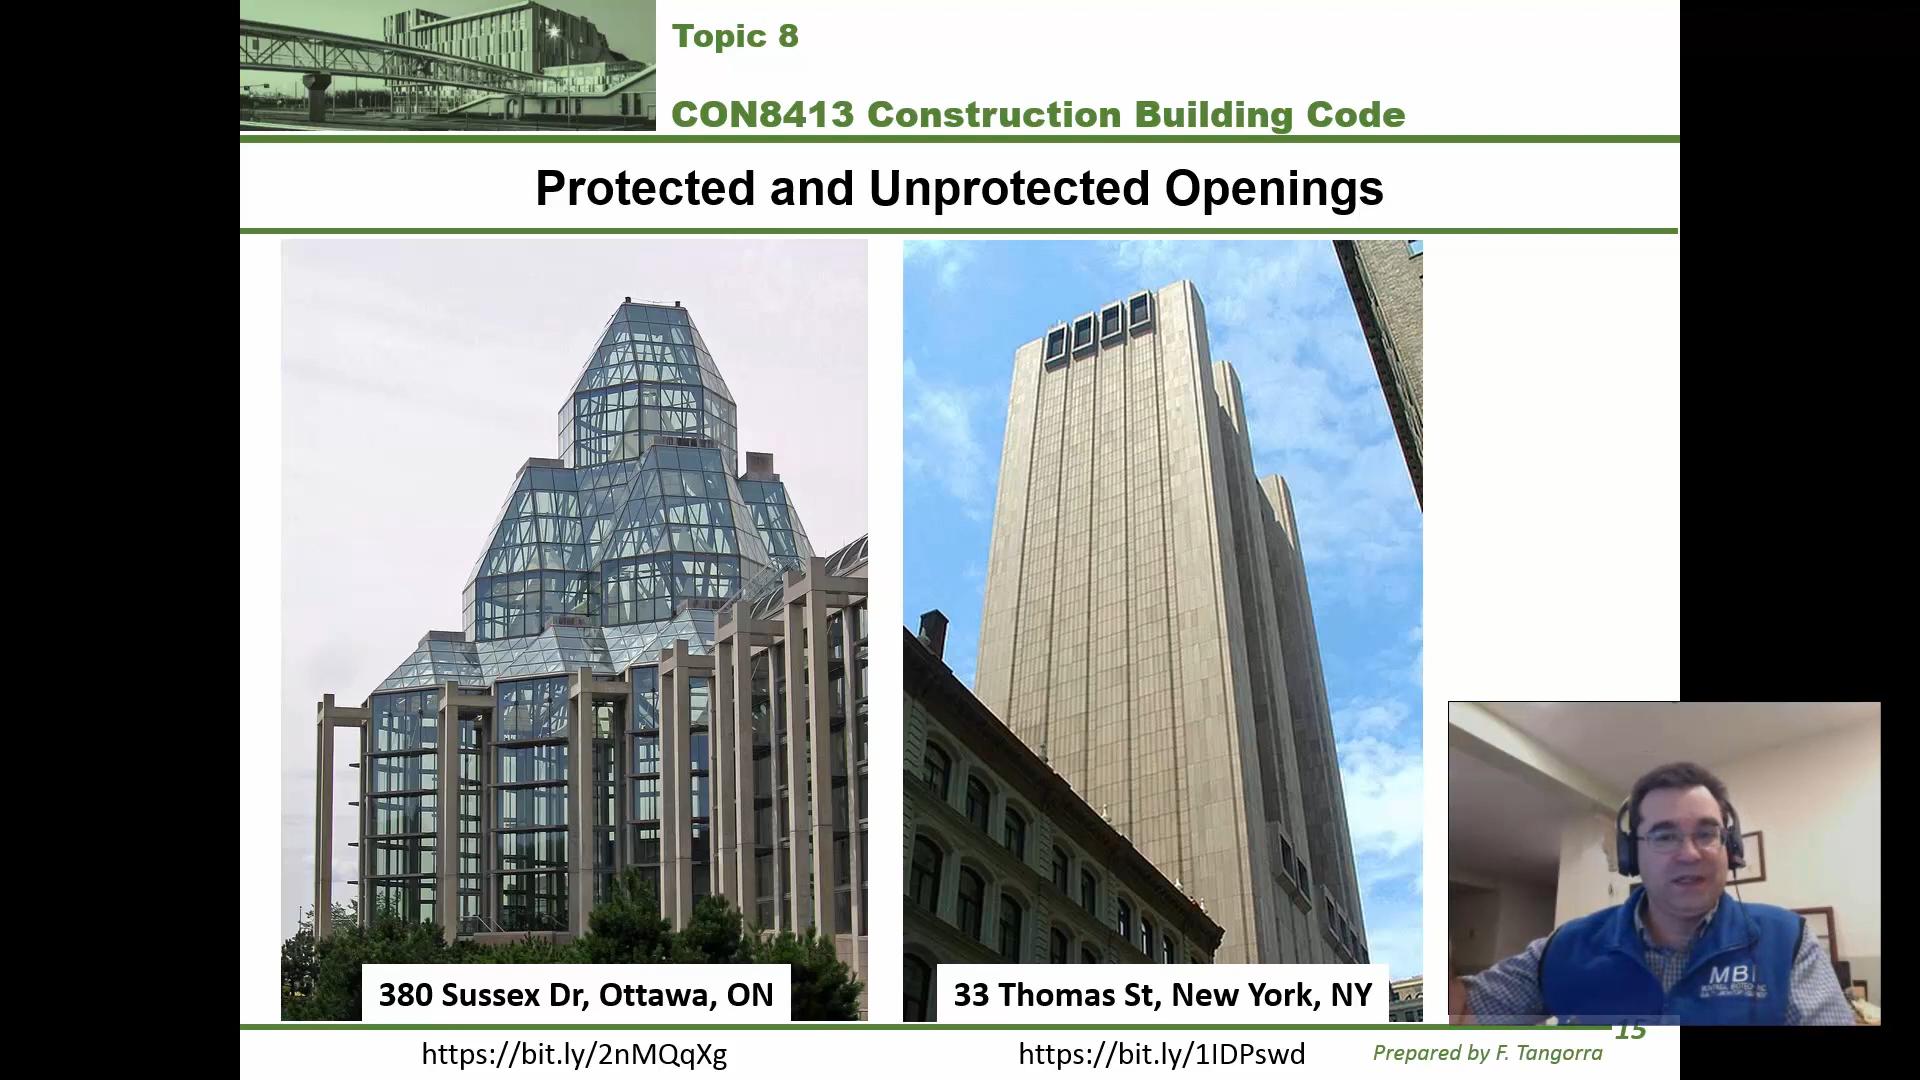 Topic 8
CON8413 Construction Building Code
Protected and Unprotected Openings
380 Sussex Dr, Ottawa, ON
33 Thomas St, New York, NY
MBI
https://bit.ly/2nMQqXg
https://bit.ly/1IDPswd
Prepared by F. Tangorra
15